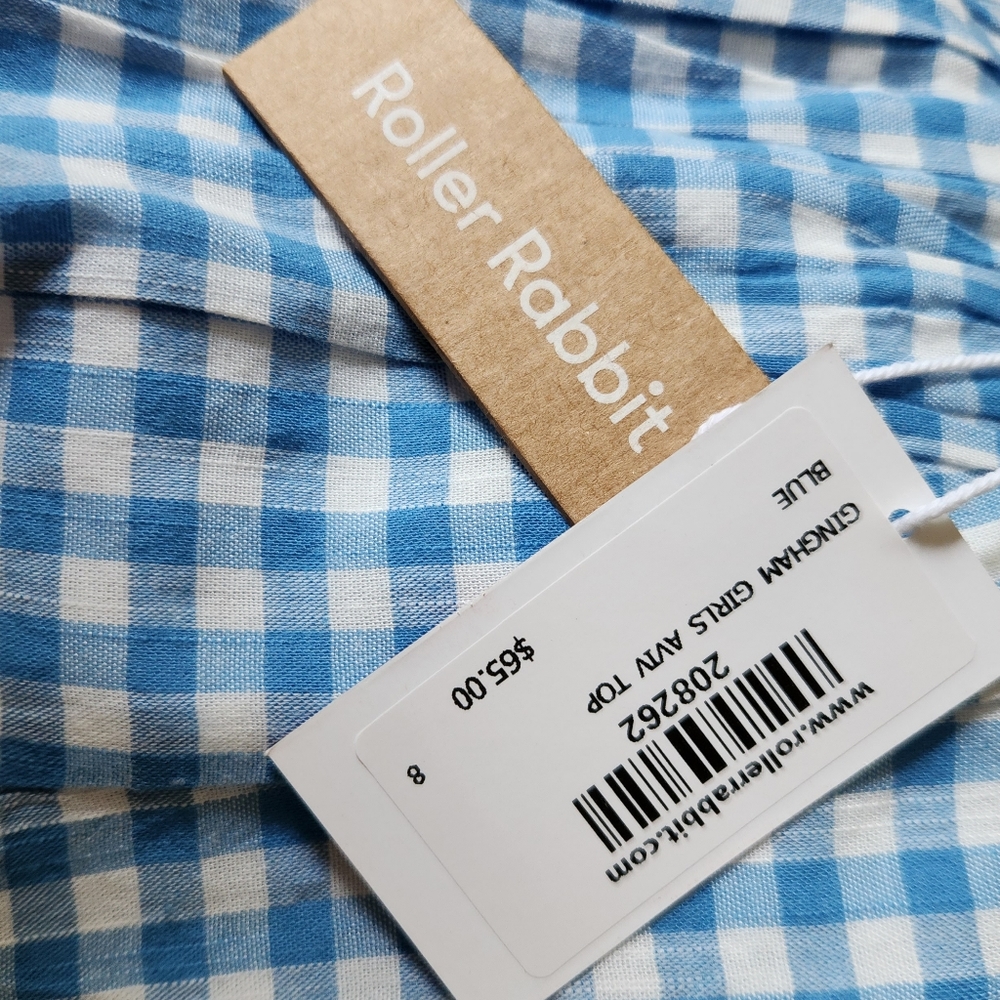 Roller Rabbit
www.rollerrabbit.com
208262
GINGHAM GIRLS AVIV TOP
BLUE
$65.00
8